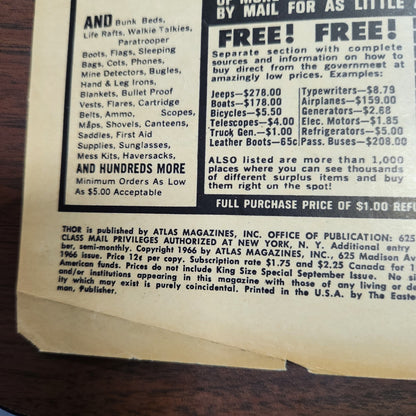 AND Bunk Beds,
Life Rafts, Walkie Talkies,
Paratrooper
Boots, Flags, Sleeping
Bags, Cots, Phones,
Mine Detectors, Bugles,
Hand & Leg Irons,
Blankets, Bullet Proof
Vests, Flares, Cartridge
Belts, Ammo, Scopes,
Maps, Shovels, Canteens,
Saddles, First Aid
Supplies, Sunglasses,
Mess Kits, Haversacks,
AND HUNDREDS MORE
Minimum Orders As Low
As $5.00 Acceptable
BY MAIL FOR AS LITTLE
FREE! FREE!
Separate section with complete
sources and information on how to
buy direct from the government at
amazingly low prices. Examples:
Jeeps—$278.00
Boats—$178.00
Bicycles—$5.50
Telescopes—$4.00
Truck Gen.—$1.00
Leather Boots—65c
Typewriters—$8.79
Airplanes—$159.00
Generators—$2.68
Elec. Motors—$1.85
Refrigerators—$5.00
Pass. Buses—$208.00
ALSO listed are more than 1,000
places where you can see thousands
of different surplus items and buy
them right on the spot!
FULL PURCHASE PRICE OF $1.00 REFU
THOR is published by ATLAS MAGAZINES, INC. OFFICE OF PUBLICATION: 625
CLASS MAIL PRIVILEGES AUTHORIZED AT NEW YORK, N. Y. Additional entry
ber, semi-monthly. Copyright 1966 by ATLAS MAGAZINES, INC., 625 Madison Av
1966 issue. Price 12¢ per copy. Subscription rate $1.75 and $2.25 Canada for 1
American funds. Prices do not include King Size Special September Issue. No si
and/or institutions appearing in this magazine with those of any living or de
ity which may exist is purely coincidental. Printed in the U.S.A. by The Easte
man, Publisher.